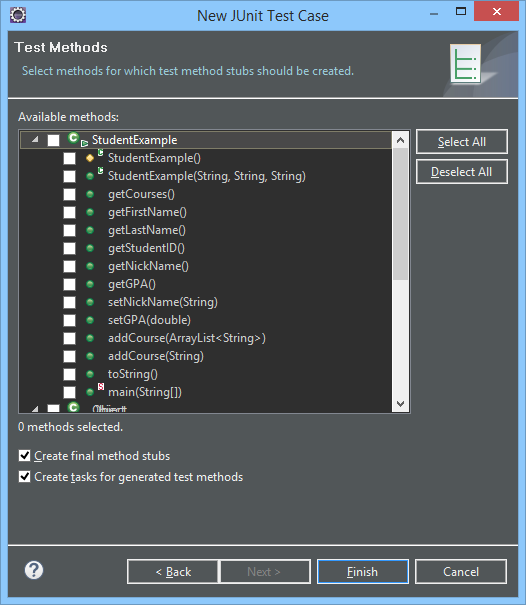 New JUnit Test Case
Test Methods
Select methods for which test method stubs should be created.
Available methods:
StudentExample
StudentExample()
StudentExample(String, String, String)
getCourses()
getFirstName()
getLastName()
getStudentID()
getNickName()
getGPA()
setNickName(String)
setGPA(double)
addCourse(ArrayList<String>)
addCourse(String)
toString()
main(String[])
Select All
Deselect All
0 methods selected.
Create final method stubs
Create tasks for generated test methods
< Back
Next >
Finish
Cancel